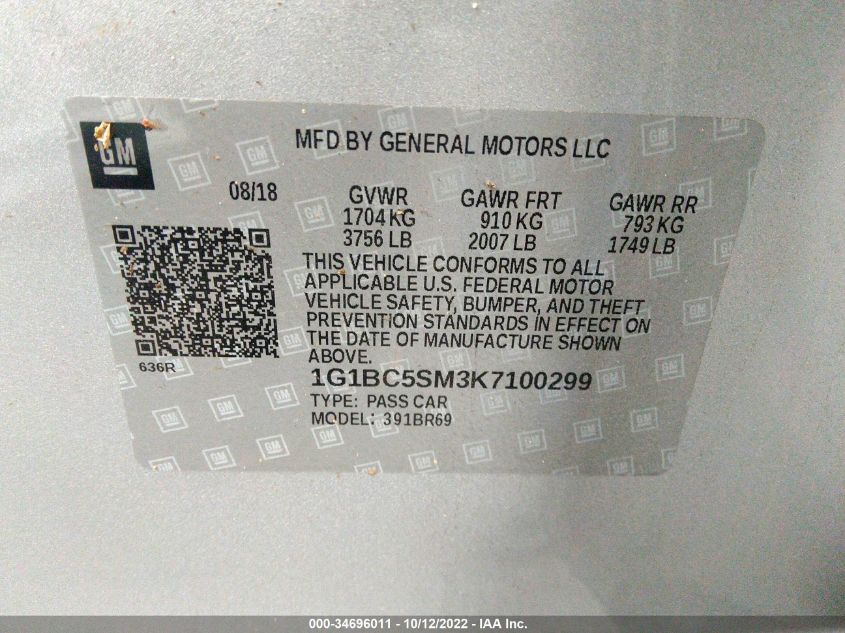 GM
MFD BY GENERAL MOTORS LLC
08/18
GVWR GAWR FRT GAWR RR
1704 KG 910 KG 793 KG
3756 LB 2007 LB 1749 LB
THIS VEHICLE CONFORMS TO ALL
APPLICABLE U.S. FEDERAL MOTOR
VEHICLE SAFETY, BUMPER, AND THEFT
PREVENTION STANDARDS IN EFFECT ON
THE DATE OF MANUFACTURE SHOWN
ABOVE.
636R
1G1BC5SM3K7100299
TYPE: PASS CAR
MODEL: 391BR69
000-34696011 - 10/12/2022 - IAA Inc.